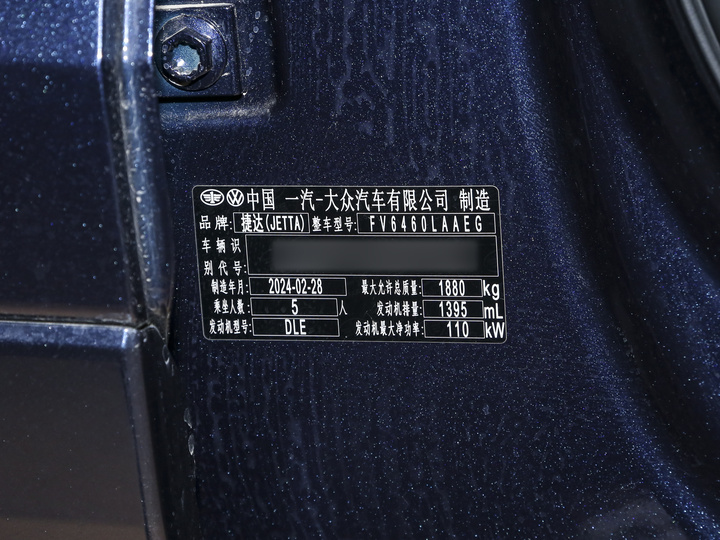 中国 一汽-大众汽车有限公司 制造
品牌: 捷达(JETTA) 整车型号: FV6460LAAEG
车辆识
别代号:
制造年月: 2024-02-28 最大允许总质量: 1880 kg
乘坐人数: 5 人 发动机排量: 1395 mL
发动机型号: DLE 发动机最大净功率: 110 kW